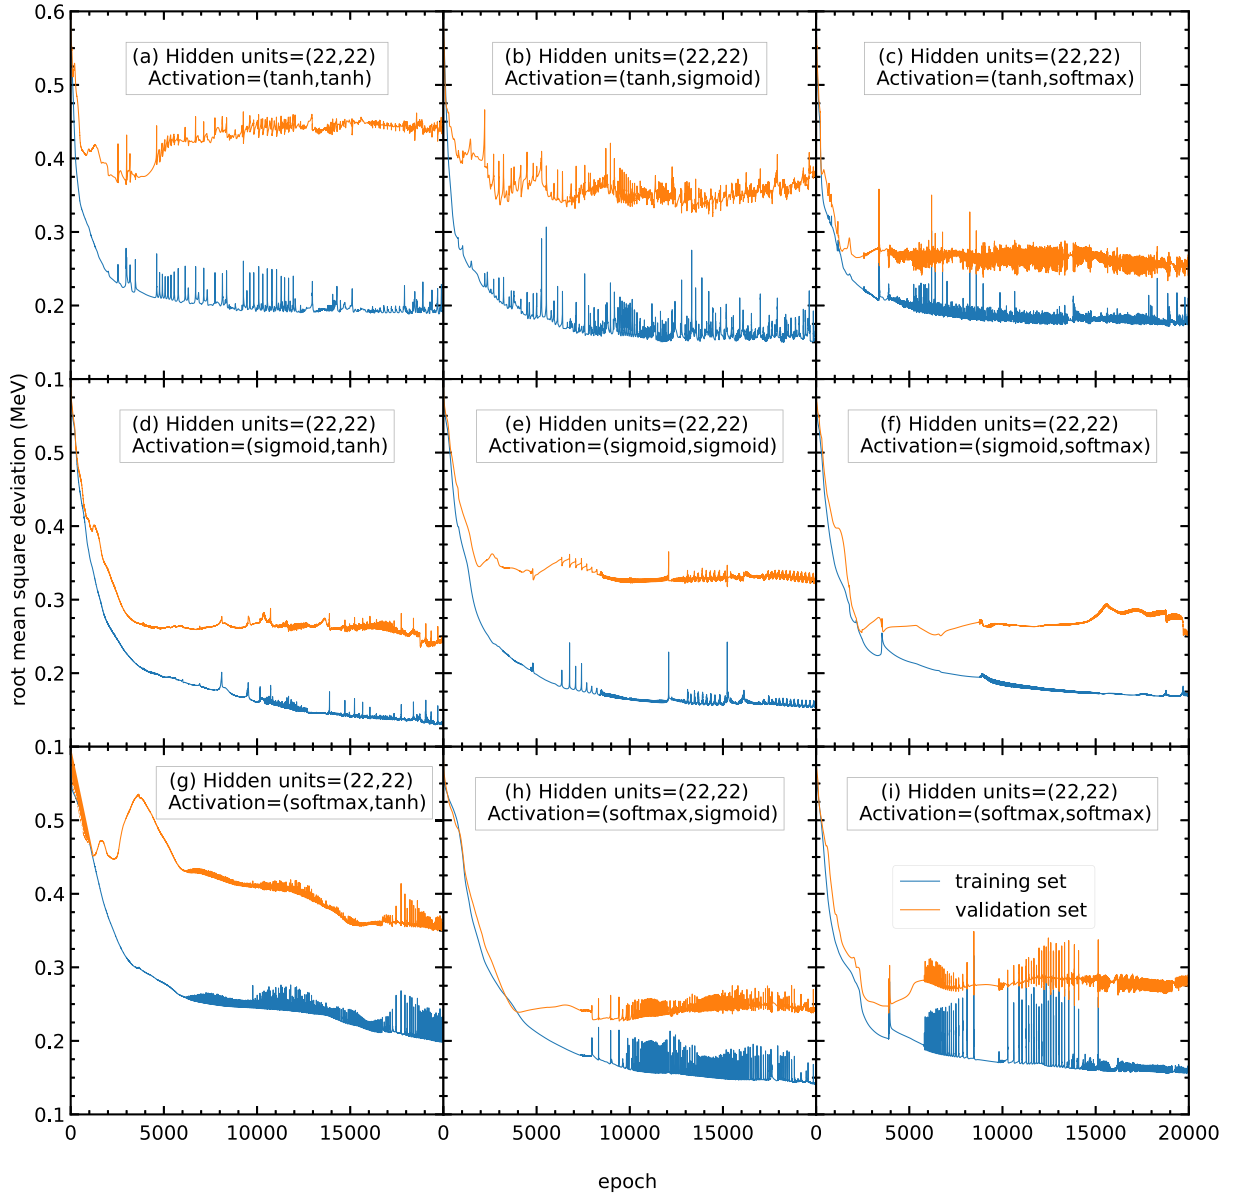 0.6
0.5
0.4
0.3
0.2
0.1
0.5
0.4
0.3
0.2
0.1
0.5
0.4
0.3
0.2
0.1
root mean square deviation (MeV)
(a) Hidden units=(22,22)
Activation=(tanh,tanh)
(b) Hidden units=(22,22)
Activation=(tanh,sigmoid)
(c) Hidden units=(22,22)
Activation=(tanh,softmax)
(d) Hidden units=(22,22)
Activation=(sigmoid,tanh)
(e) Hidden units=(22,22)
Activation=(sigmoid,sigmoid)
(f) Hidden units=(22,22)
Activation=(sigmoid,softmax)
(g) Hidden units=(22,22)
Activation=(softmax,tanh)
(h) Hidden units=(22,22)
Activation=(softmax,sigmoid)
(i) Hidden units=(22,22)
Activation=(softmax,softmax)
training set
validation set
0 5000 10000 15000 0 5000 10000 15000 0 5000 10000 15000 20000
epoch